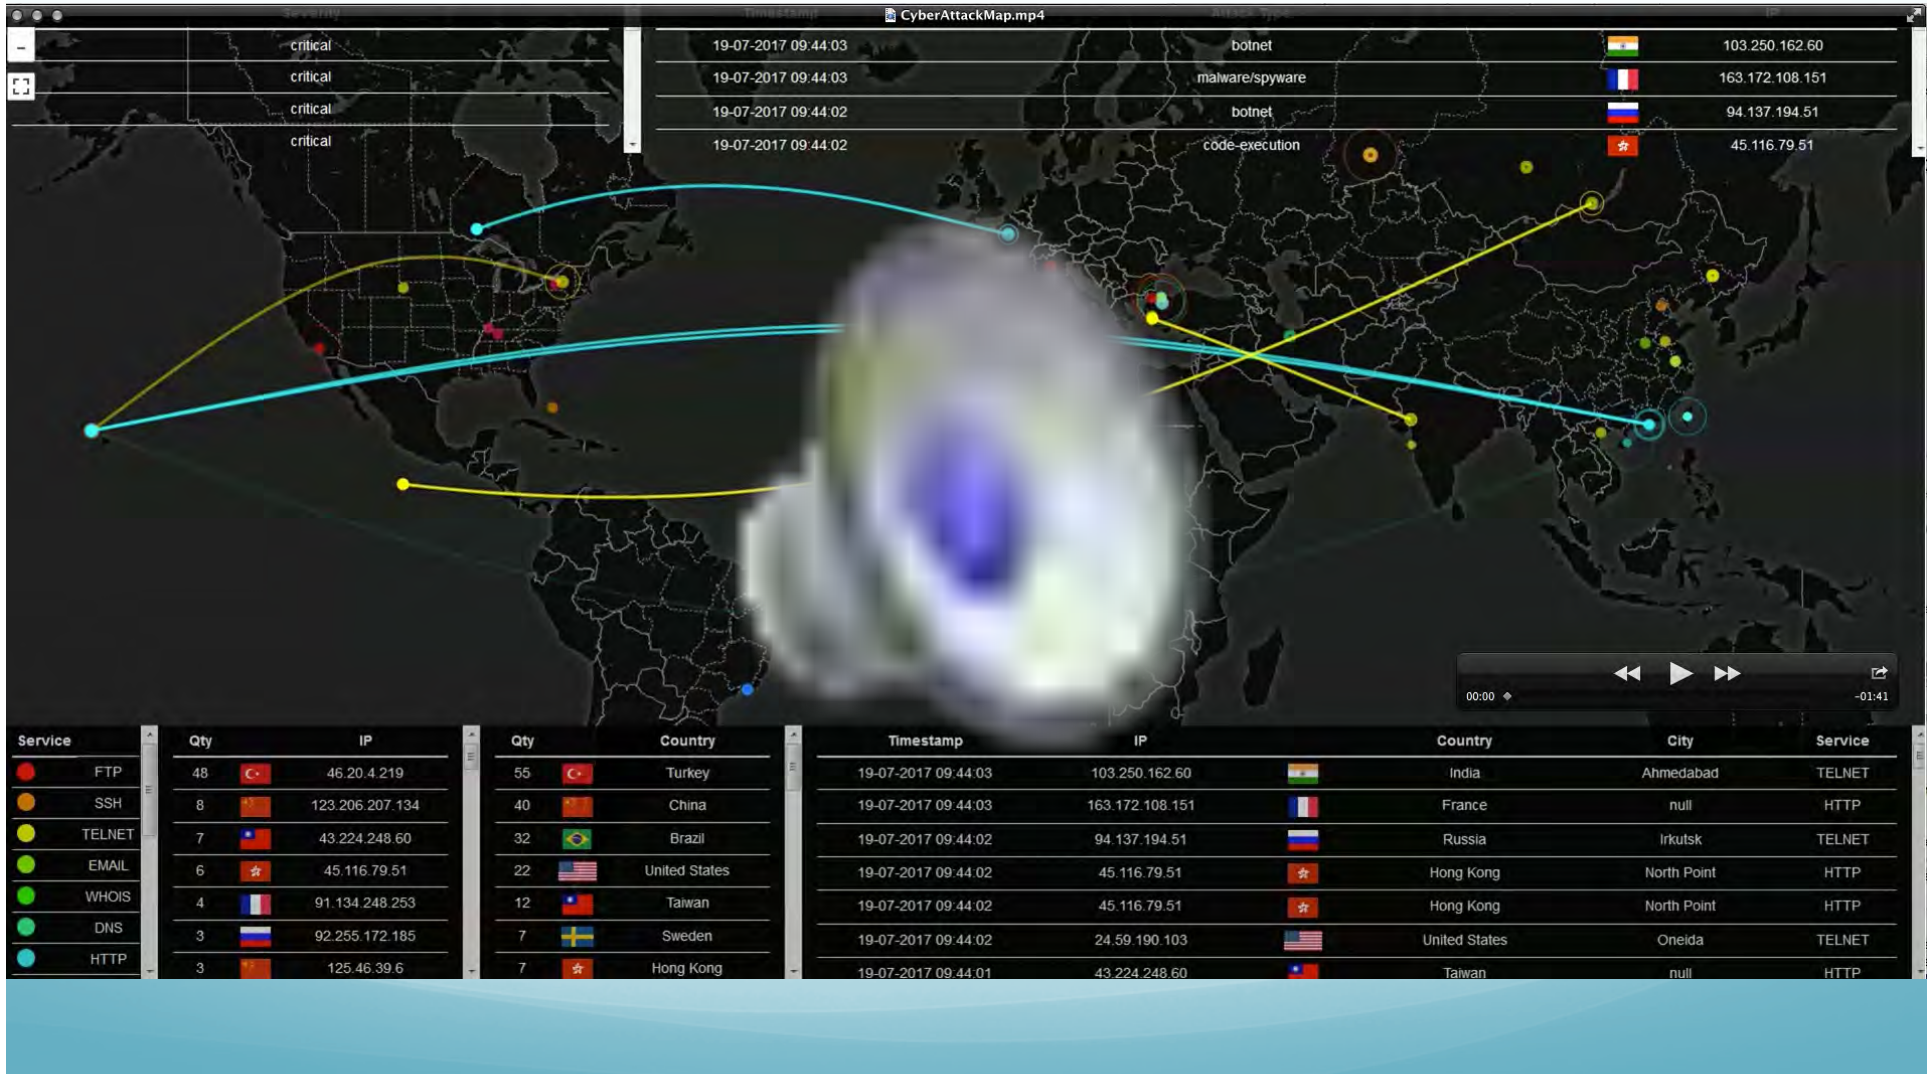 CyberAttackMap.mp4
Severity Timestamp Attack Type IP
critical 19-07-2017 09:44:03 botnet 103.250.162.60
critical 19-07-2017 09:44:03 malware/spyware 163.172.108.151
critical 19-07-2017 09:44:02 botnet 94.137.194.51
critical 19-07-2017 09:44:02 code-execution 45.116.79.51
00:00 -01:41
Service Qty IP Qty Country Timestamp IP Country City Service
FTP 48 46.20.4.219 55 Turkey 19-07-2017 09:44:03 103.250.162.60 India Ahmedabad TELNET
SSH 8 123.206.207.134 40 China 19-07-2017 09:44:03 163.172.108.151 France null HTTP
TELNET 7 43.224.248.60 32 Brazil 19-07-2017 09:44:02 94.137.194.51 Russia Irkutsk TELNET
EMAIL 6 45.116.79.51 22 United States 19-07-2017 09:44:02 45.116.79.51 Hong Kong North Point HTTP
WHOIS 4 91.134.248.253 12 Taiwan 19-07-2017 09:44:02 45.116.79.51 Hong Kong North Point HTTP
DNS 3 92.255.172.185 7 Sweden 19-07-2017 09:44:02 24.59.190.103 United States Oneida TELNET
HTTP 3 125.46.39.6 7 Hong Kong 19-07-2017 09:44:01 43.224.248.60 Taiwan null HTTP